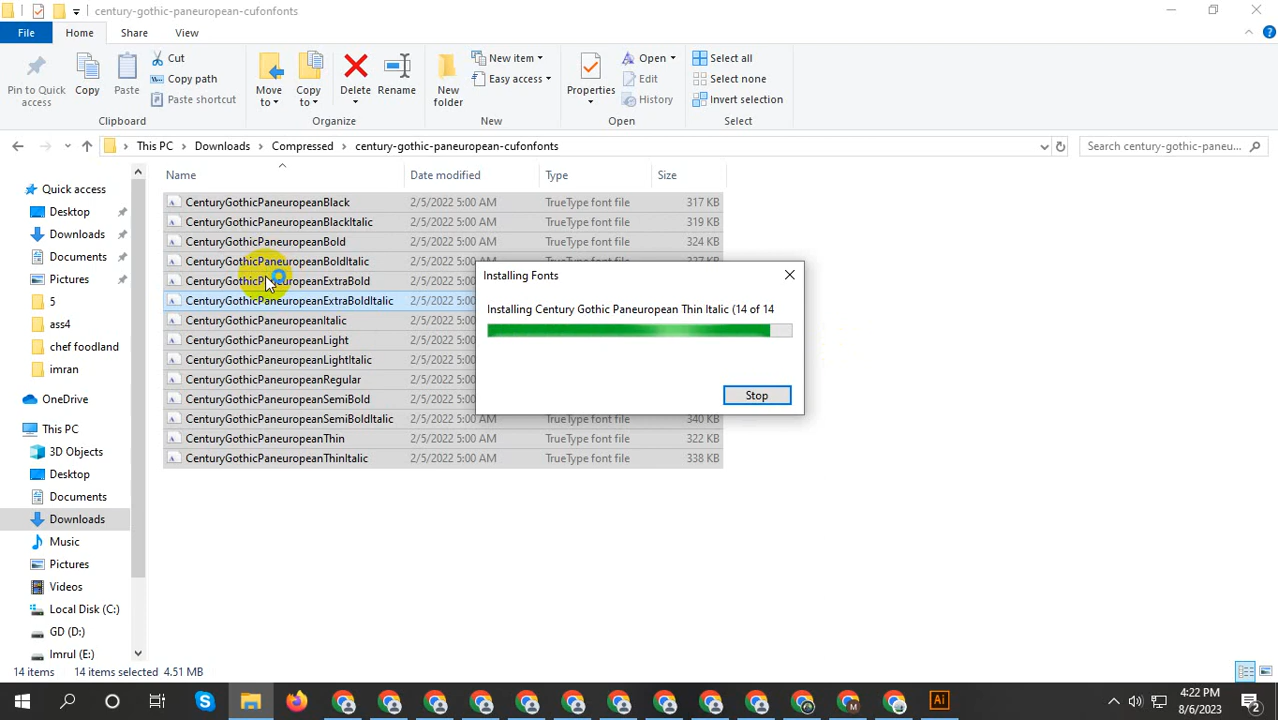 century-gothic-paneuropean-cufonfonts
File
Home
Share
View
Pin to Quick access
Copy
Paste
Cut
Copy path
Paste shortcut
Clipboard
Move to
Copy to
Delete
Rename
Organize
New folder
New item
Easy access
New
Properties
Open
Edit
History
Open
Select all
Select none
Invert selection
Select
This PC
Downloads
Compressed
century-gothic-paneuropean-cufonfonts
Search century-gothic-paneu...
Name
Date modified
Type
Size
Quick access
Desktop
Downloads
Documents
Pictures
5
ass4
chef foodland
imran
OneDrive
This PC
3D Objects
Desktop
Documents
Downloads
Music
Pictures
Videos
Local Disk (C:)
GD (D:)
Imrul (E:)
CenturyGothicPaneuropeanBlack 2/5/2022 5:00 AM TrueType font file 317 KB
CenturyGothicPaneuropeanBlackItalic 2/5/2022 5:00 AM TrueType font file 319 KB
CenturyGothicPaneuropeanBold 2/5/2022 5:00 AM TrueType font file 324 KB
CenturyGothicPaneuropeanBoldItalic 2/5/2022 5:00 AM TrueType font file 327 KB
CenturyGothicPaneuropeanExtraBold 2/5/2022 5:00
CenturyGothicPaneuropeanExtraBoldItalic 2/5/2022 5:00
CenturyGothicPaneuropeanItalic 2/5/2022 5:00
CenturyGothicPaneuropeanLight 2/5/2022 5:00
CenturyGothicPaneuropeanLightItalic 2/5/2022 5:00
CenturyGothicPaneuropeanRegular 2/5/2022 5:00
CenturyGothicPaneuropeanSemiBold 2/5/2022 5:00
CenturyGothicPaneuropeanSemiBoldItalic 2/5/2022 5:00 AM TrueType font file 340 KB
CenturyGothicPaneuropeanThin 2/5/2022 5:00 AM TrueType font file 322 KB
CenturyGothicPaneuropeanThinItalic 2/5/2022 5:00 AM TrueType font file 338 KB
Installing Fonts
Installing Century Gothic Paneuropean Thin Italic (14 of 14
Stop
14 items
14 items selected 4.51 MB
Ai
4:22 PM
8/6/2023
2